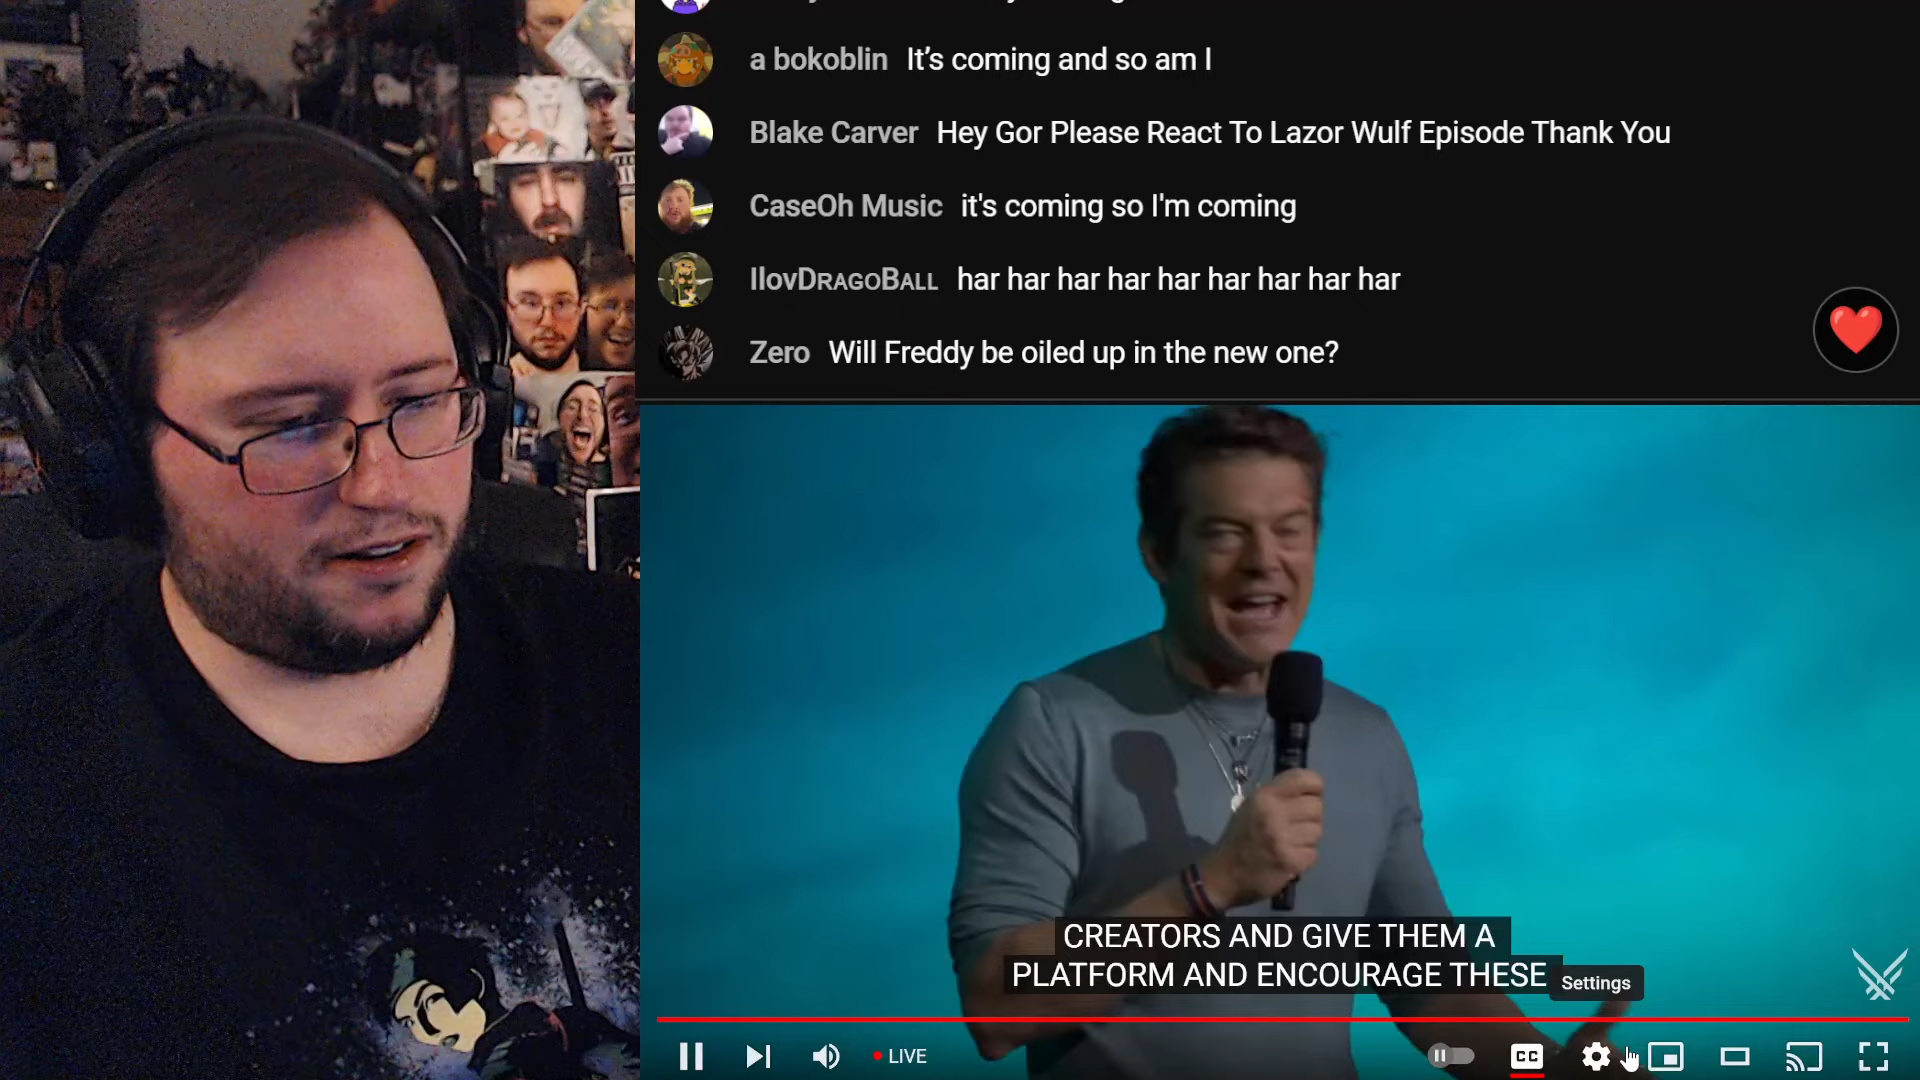 a bokoblin It’s coming and so am I
Blake Carver Hey Gor Please React To Lazor Wulf Episode Thank You
CaseOh Music it's coming so I'm coming
IlovDʀᴀɢᴏBᴀʟʟ har har har har har har har har har
Zero Will Freddy be oiled up in the new one?
CREATORS AND GIVE THEM A
PLATFORM AND ENCOURAGE THESE
Settings
LIVE
CC